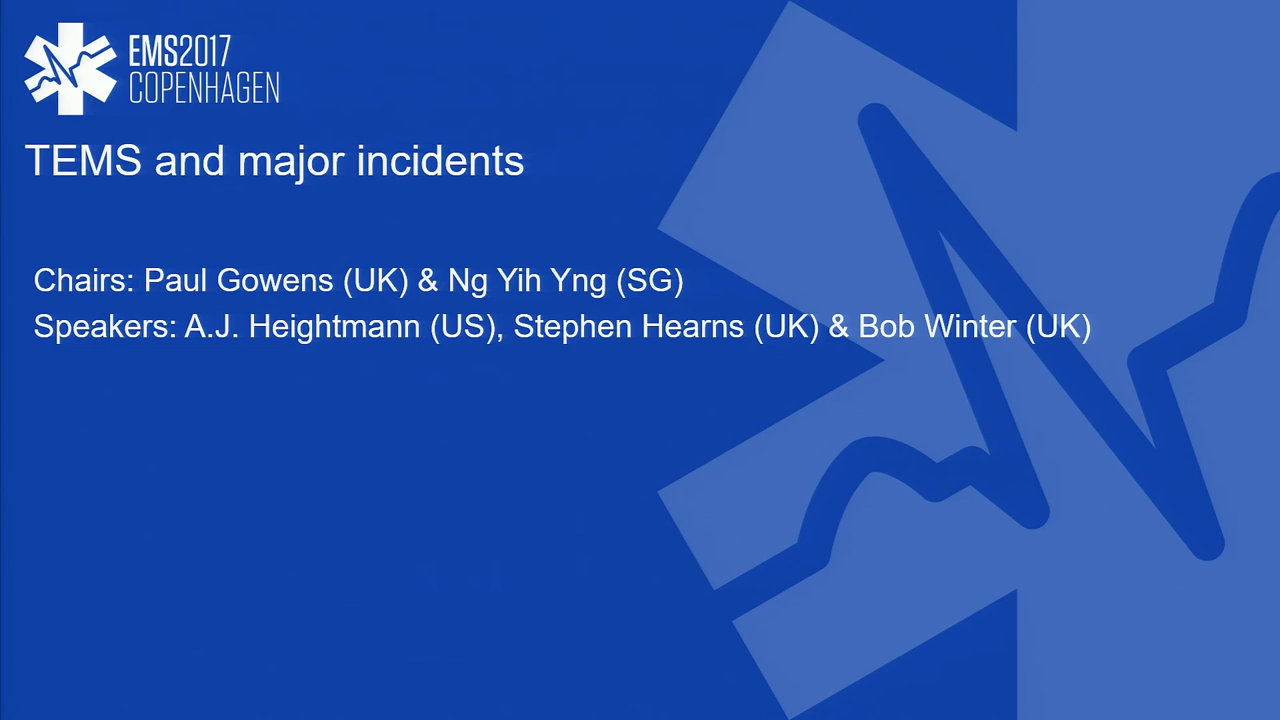 EMS2017
COPENHAGEN
TEMS and major incidents
Chairs: Paul Gowens (UK) & Ng Yih Yng (SG)
Speakers: A.J. Heightmann (US), Stephen Hearns (UK) & Bob Winter (UK)